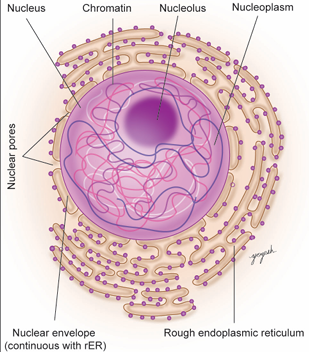 Nucleus
Chromatin
Nucleolus
Nucleoplasm
Nuclear pores
Nuclear envelope
(continuous with rER)
Rough endoplasmic reticulum